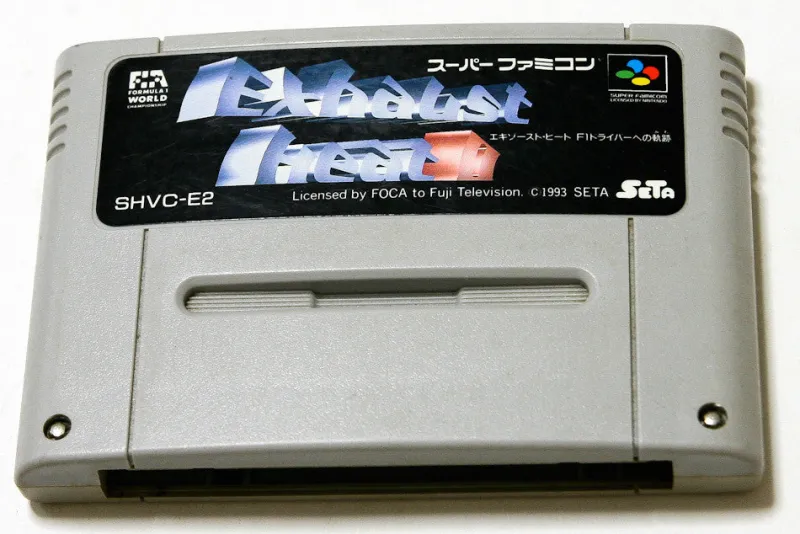 FIA
FORMULA 1
WORLD
CHAMPIONSHIP
スーパーファミコン
SUPER FAMICOM
LICENSED BY NINTENDO
Exhaust
Heat II
エキゾースト・ヒート F1ドライバーへの軌跡
SHVC-E2
Licensed by FOCA to Fuji Television. © 1993 SETA
SETA